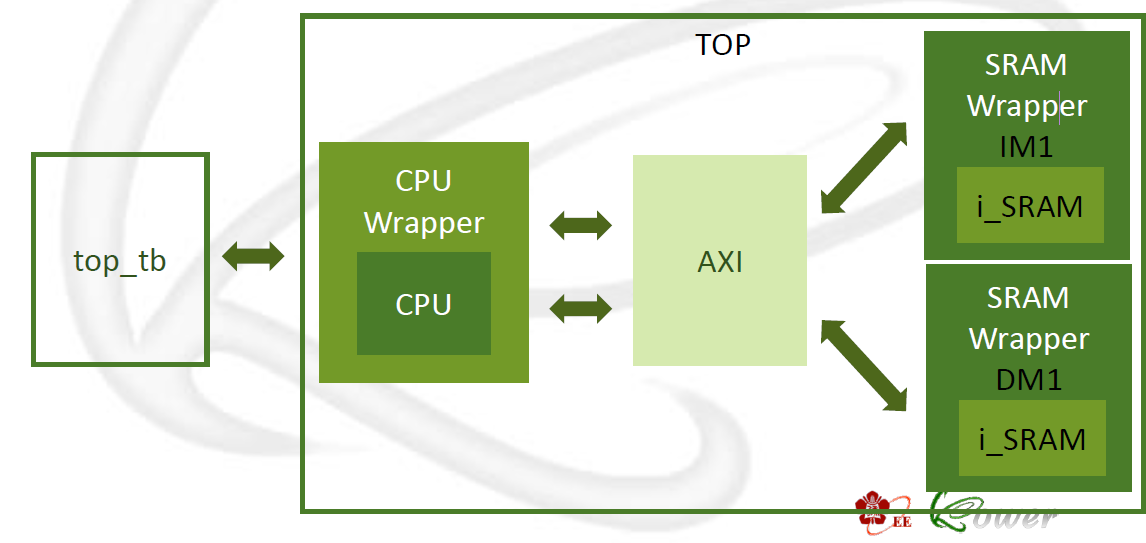 TOP
top_tb
CPU
Wrapper
CPU
AXI
SRAM
Wrapper
IM1
i_SRAM
SRAM
Wrapper
DM1
i_SRAM
EE